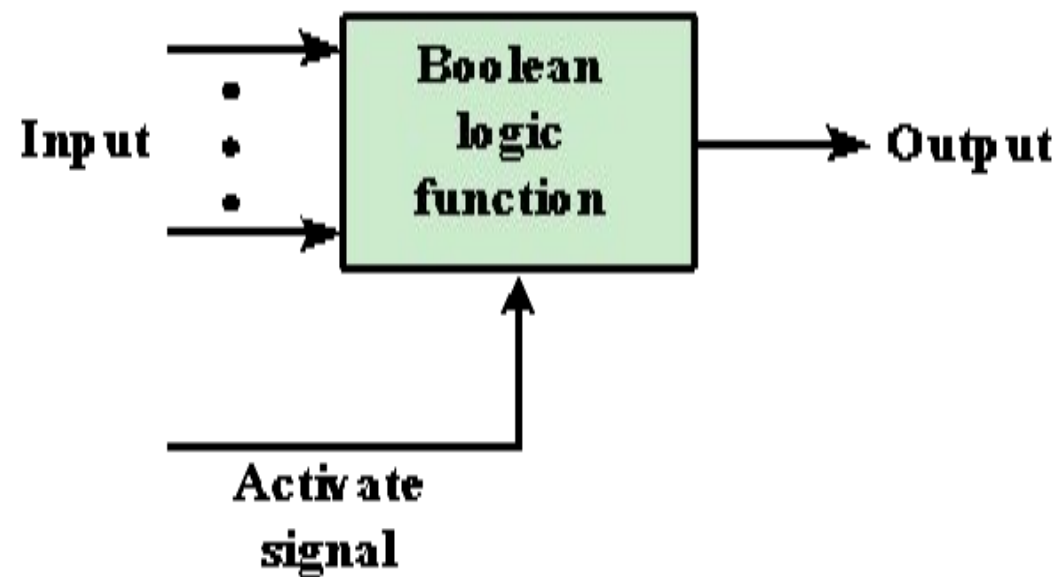 Boolean
logic
function
Input
Output
Activate
signal